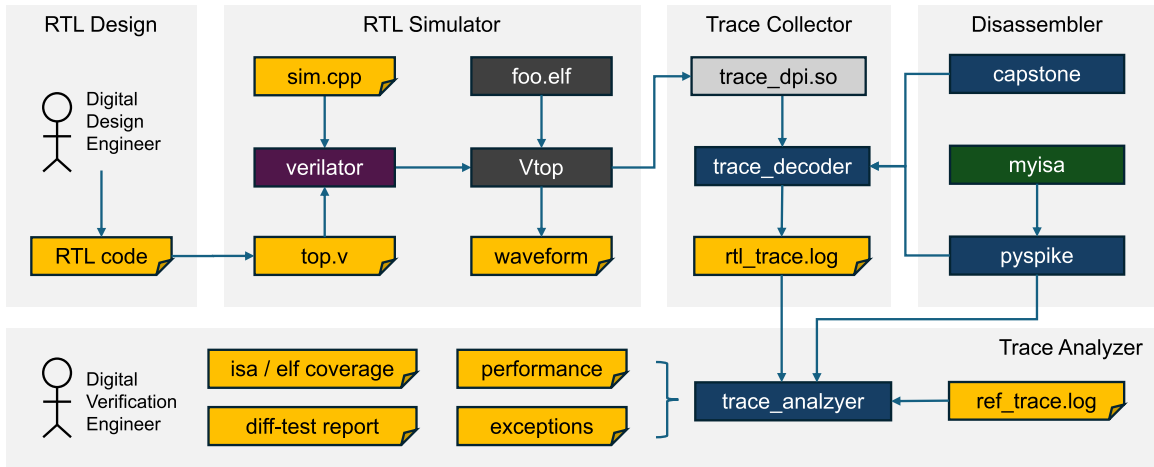 RTL Design
RTL Simulator
Trace Collector
Disassembler
sim.cpp
foo.elf
trace_dpi.so
capstone
Digital
Design
Engineer
verilator
Vtop
trace_decoder
myisa
RTL code
top.v
waveform
rtl_trace.log
pyspike
Trace Analyzer
Digital
Verification
Engineer
isa / elf coverage
performance
trace_analzyer
ref_trace.log
diff-test report
exceptions